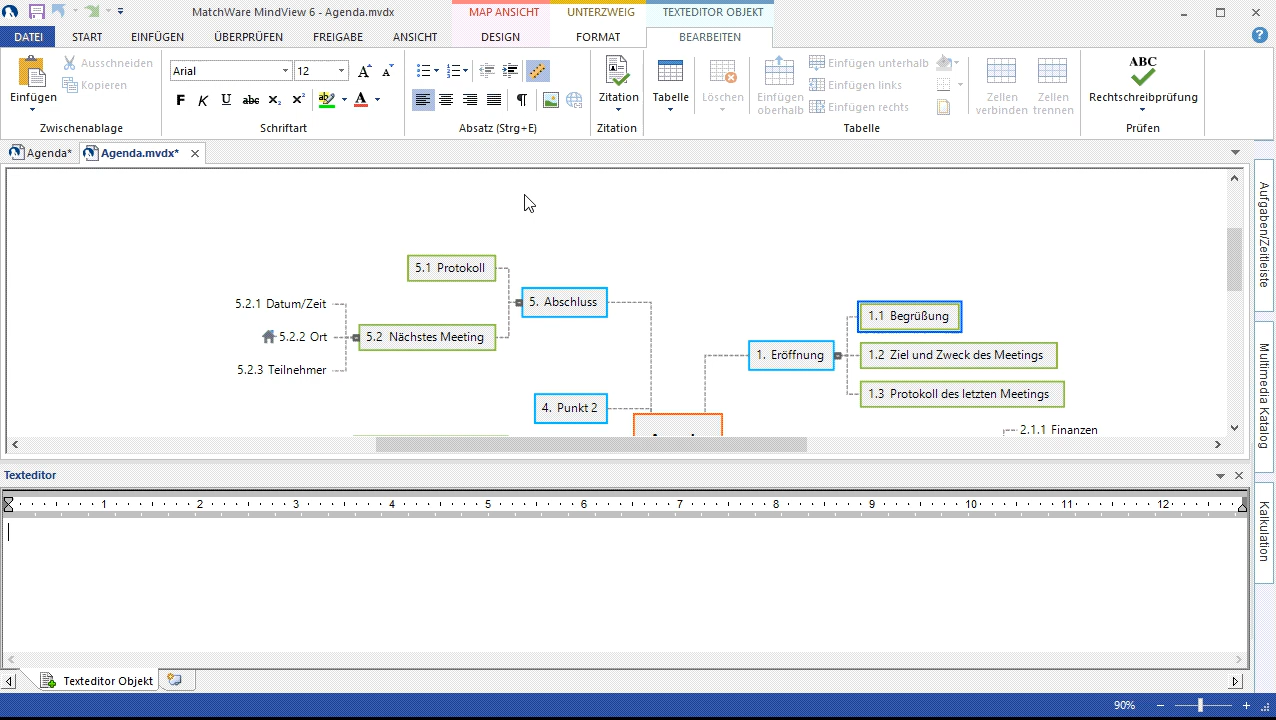 MatchWare MindView 6 - Agenda.mvdx
MAP ANSICHT
UNTERZWEIG
TEXTEDITOR OBJEKT
DATEI
START
EINFÜGEN
ÜBERPRÜFEN
FREIGABE
ANSICHT
DESIGN
FORMAT
BEARBEITEN
Einfügen
Ausschneiden
Kopieren
Zwischenablage
Arial
12
F K U abc X₂ X²
Schriftart
Absatz (Strg+E)
Zitation
Zitation
Tabelle
Löschen
Einfügen
oberhalb
Einfügen unterhalb
Einfügen links
Einfügen rechts
Zellen
verbinden
Zellen
trennen
Tabelle
ABC
Rechtschreibprüfung
Prüfen
Agenda*
Agenda.mvdx*
5.1 Protokoll
5. Abschluss
5.2.1 Datum/Zeit
5.2.2 Ort
5.2 Nächstes Meeting
5.2.3 Teilnehmer
4. Punkt 2
1.1 Begrüßung
1. Eröffnung
1.2 Ziel und Zweck des Meetings
1.3 Protokoll des letzten Meetings
2.1.1 Finanzen
Aufgaben/Zeitleiste
Multimedia Katalog
Kalkulation
Texteditor
1 2 3 4 5 6 7 8 9 10 11 12
Texteditor Objekt
90%